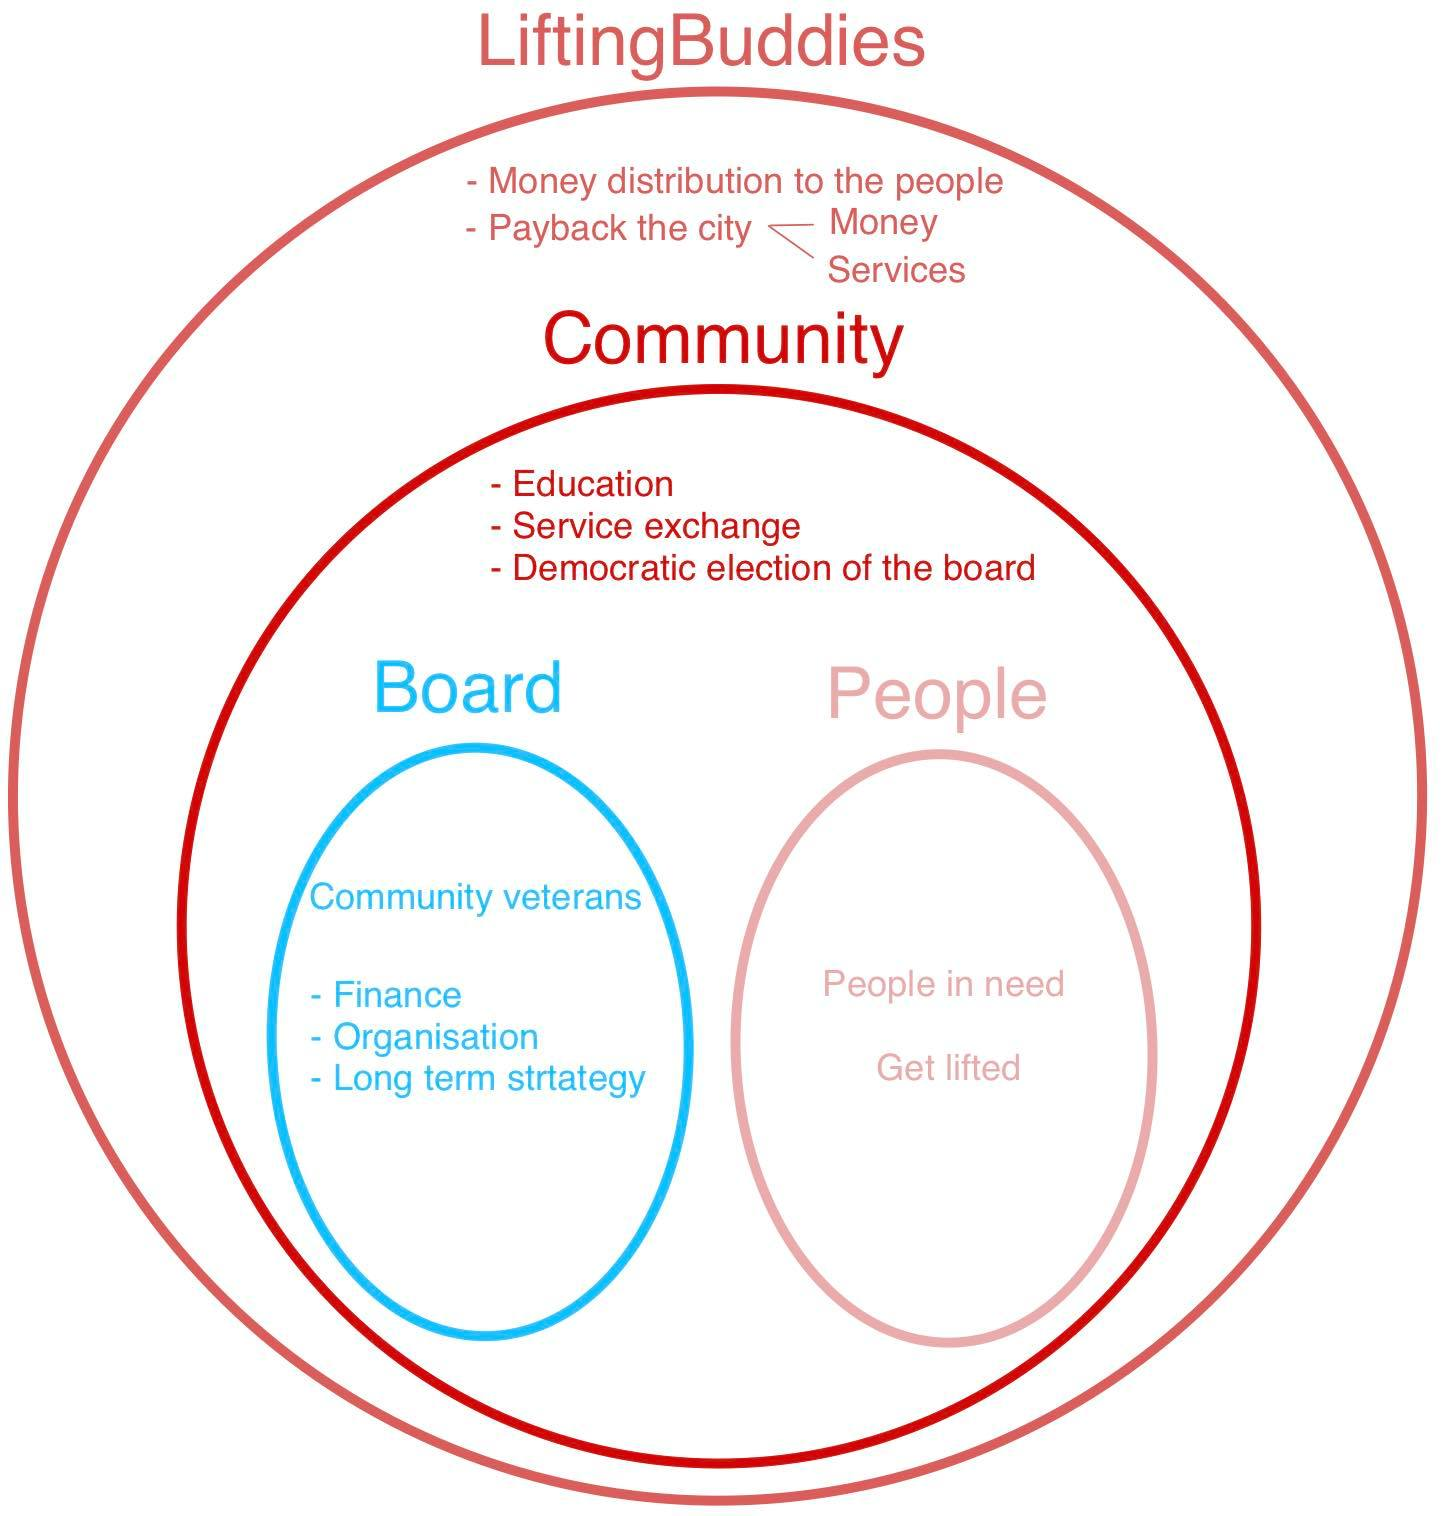 LiftingBuddies
- Money distribution to the people
- Payback the city
Money
Services
Community
- Education
- Service exchange
- Democratic election of the board
Board
Community veterans
- Finance
- Organisation
- Long term strtategy
People
People in need
Get lifted